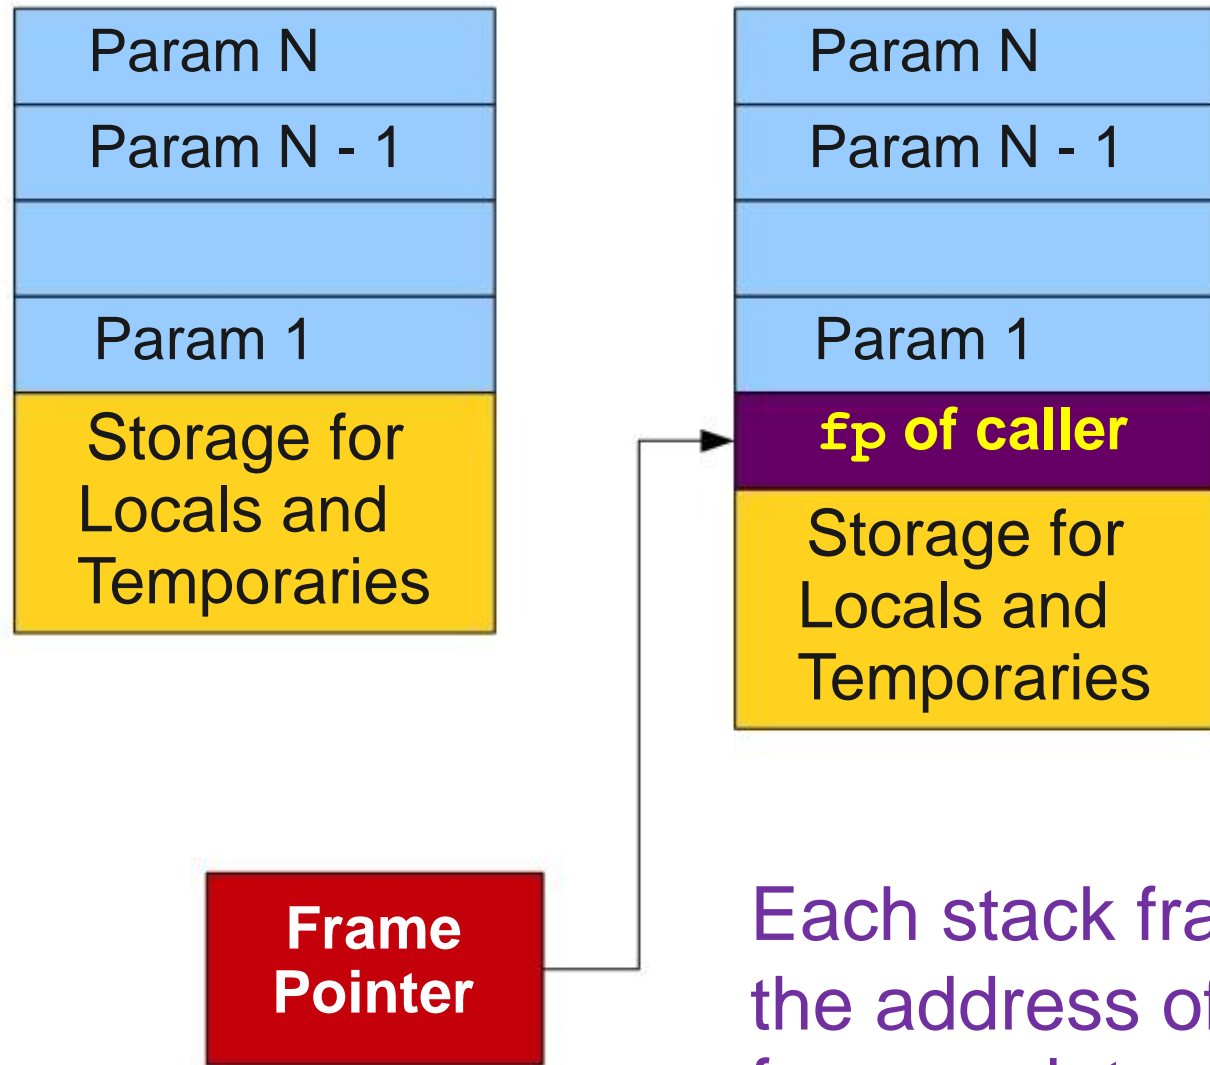 Param N
Param N - 1
Param 1
Storage for
Locals and
Temporaries
Param N
Param N - 1
Param 1
fp of caller
Storage for
Locals and
Temporaries
Frame
Pointer
Each stack
the address